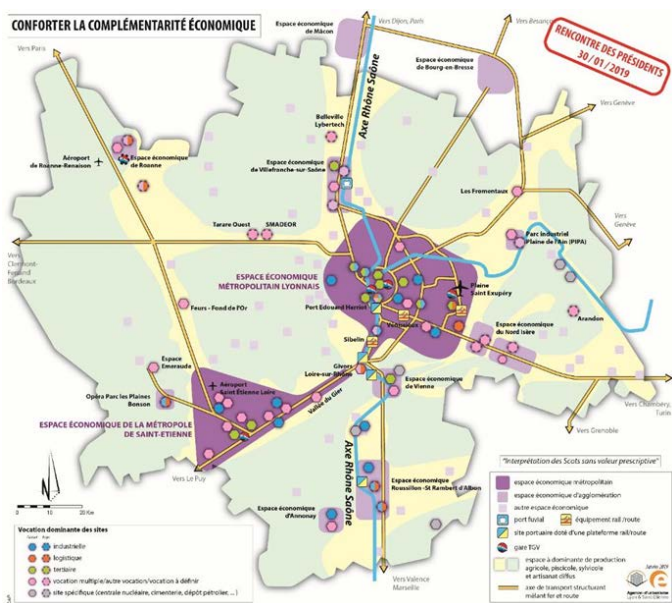 CONFORTER LA COMPLÉMENTARITÉ ÉCONOMIQUE
RENCONTRE DES PRÉSIDENTS
30/01/2019
Vers Paris
Vers Dijon, Paris
Vers Besançon
Espace économique
de Mâcon
Espace économique
de Bourg-en-Bresse
Axe Rhône Saône
Vers Genève
Belleville
Lybertech
Aéroport
de Roanne-Renaison
Espace économique
de Roanne
Espace économique
de Villefranche-sur-Saône
Les Fromentaux
Vers
Genève
Tarare Ouest
SMADEOR
Parc industriel
Plaine de l'Ain (PIPA)
Vers
Clermont-
Ferrand
Bordeaux
ESPACE ÉCONOMIQUE
MÉTROPOLITAIN LYONNAIS
Plaine
Saint Exupéry
Port Edouard Herriot
Feurs - Fond de l'Or
Vénissieux
Espace économique
du Nord Isère
Arandon
Sibelin
Espace
Emeraude
Givors
Loire-sur-Rhône
Aéroport
Saint Étienne Loire
Vallée du Gier
Espace économique
de Vienne
Opéra Parc les Plaines
Bonson
Vers Chambéry,
Turin
Vers Grenoble
ESPACE ÉCONOMIQUE DE LA MÉTROPOLE
DE SAINT-ETIENNE
Vers Le Puy
Axe Rhône Saône
Espace économique
Roussillon -St Rambert d'Albon
Espace économique
d'Annonay
Vers Valence
Marseille
N
0 20 Km
"Interprétation des Scots sans valeur prescriptive"
espace économique métropolitain
espace économique d'agglomération
autre espace économique
port fluvial
équipement rail /route
site portuaire doté d'une plateforme rail/route
gare TGV
espace à dominante de production
agricole, piscicole, sylvicole
et artisanat diffus
axe de transport structurant
mêlant fer et route
Janvier 2019
Agences d'urbanisme
Lyon & Saint-Etienne
Vocation dominante des sites
industrielle
logistique
tertiaire
vocation multiple/autre vocation/vocation à définir
site spécifique (centrale nucléaire, cimenterie, dépôt pétrolier, ...)